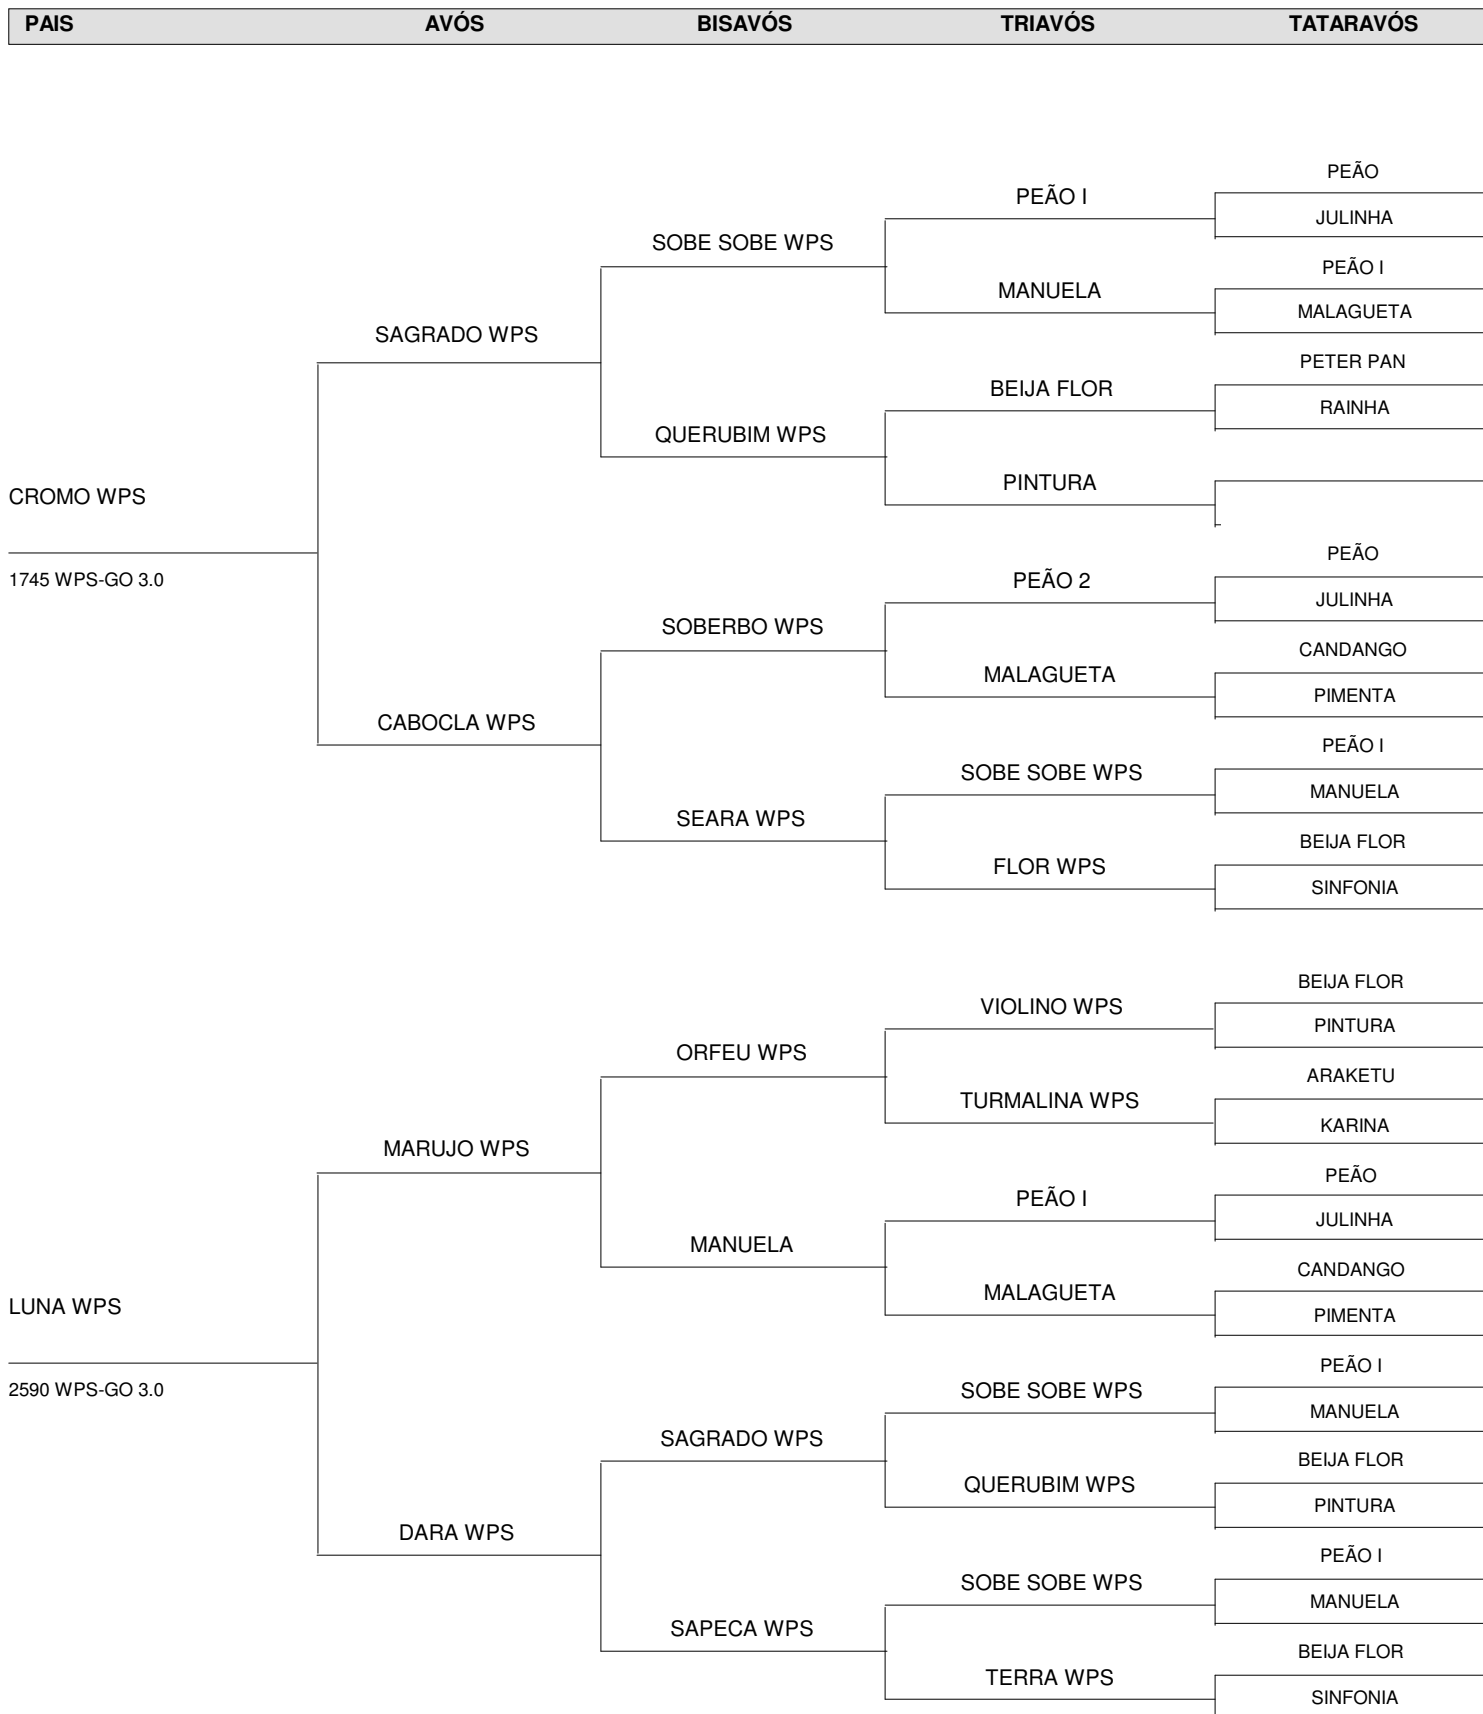 PAIS AVÓS BISAVÓS TRIAVÓS TATARAVÓS
PEÃO
PEÃO I
JULINHA
SOBE SOBE WPS
PEÃO I
MANUELA
MALAGUETA
SAGRADO WPS
PETER PAN
BEIJA FLOR
RAINHA
QUERUBIM WPS
PINTURA
CROMO WPS
PEÃO
1745 WPS-GO 3.0
PEÃO 2
JULINHA
SOBERBO WPS
CANDANGO
MALAGUETA
PIMENTA
CABOCLA WPS
PEÃO I
SOBE SOBE WPS
MANUELA
SEARA WPS
BEIJA FLOR
FLOR WPS
SINFONIA
BEIJA FLOR
VIOLINO WPS
PINTURA
ORFEU WPS
ARAKETU
TURMALINA WPS
KARINA
MARUJO WPS
PEÃO
PEÃO I
JULINHA
MANUELA
CANDANGO
MALAGUETA
LUNA WPS
PIMENTA
PEÃO I
2590 WPS-GO 3.0
SOBE SOBE WPS
MANUELA
SAGRADO WPS
BEIJA FLOR
QUERUBIM WPS
PINTURA
DARA WPS
PEÃO I
SOBE SOBE WPS
MANUELA
SAPECA WPS
BEIJA FLOR
TERRA WPS
SINFONIA